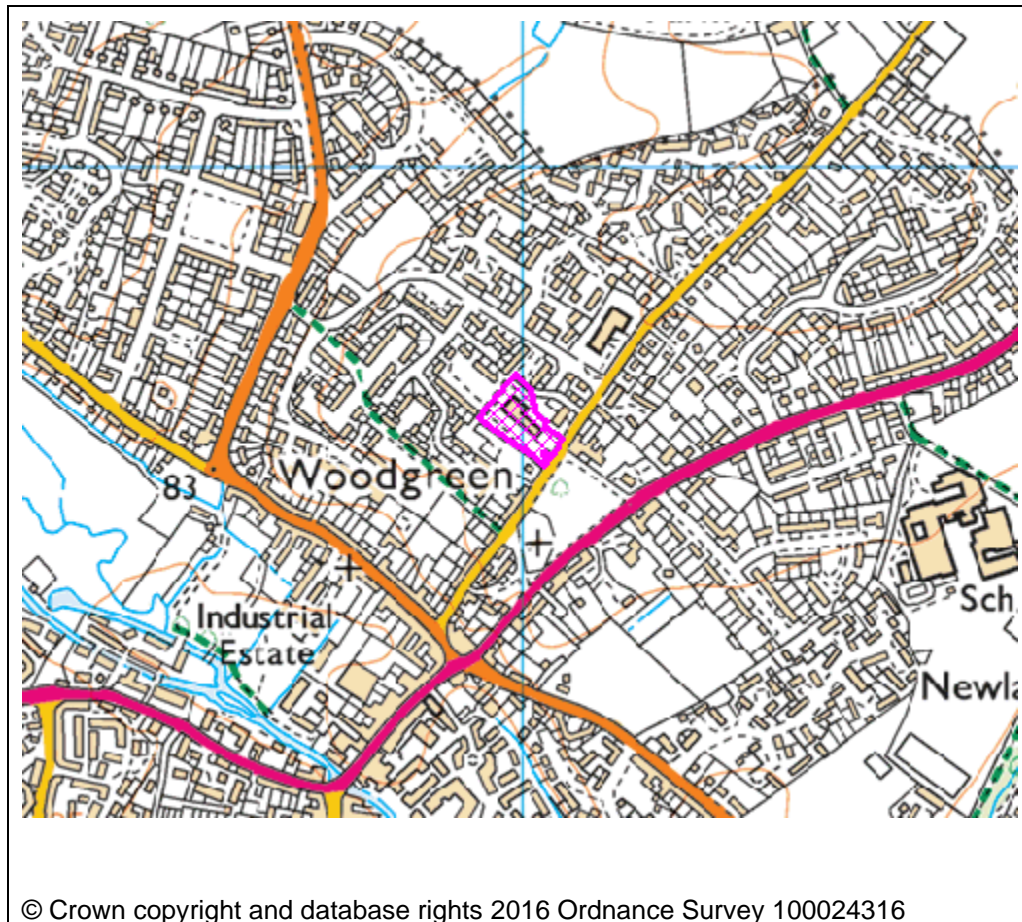 Woodgreen
83
Industrial
Estate
Sch
Newla
© Crown copyright and database rights 2016 Ordnance Survey 100024316